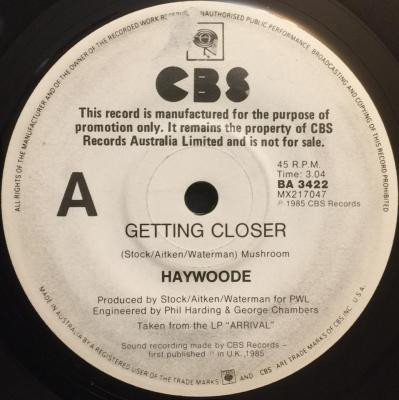 ALL RIGHTS OF THE MANUFACTURER AND OF THE OWNER OF THE RECORDED WORK RESERVED UNAUTHORISED PUBLIC PERFORMANCE BROADCASTING AND COPYING OF THIS RECORD PROHIBITED
CBS
This record is manufactured for the purpose of
promotion only. It remains the property of CBS
Records Australia Limited and is not for sale.
A
45 R.P.M.
Time: 3.04
BA 3422
MX217047
℗ 1985 CBS Records
GETTING CLOSER
(Stock/Aitken/Waterman) Mushroom
HAYWOODE
Produced by Stock/Aitken/Waterman for PWL
Engineered by Phil Harding & George Chambers
Taken from the LP "ARRIVAL"
Sound recording made by CBS Records –
first published in U.K. 1985
MADE IN AUSTRALIA BY
REGISTERED USER OF THE TRADE MARKS AND CBS ARE TRADE MARKS OF CBS INC.